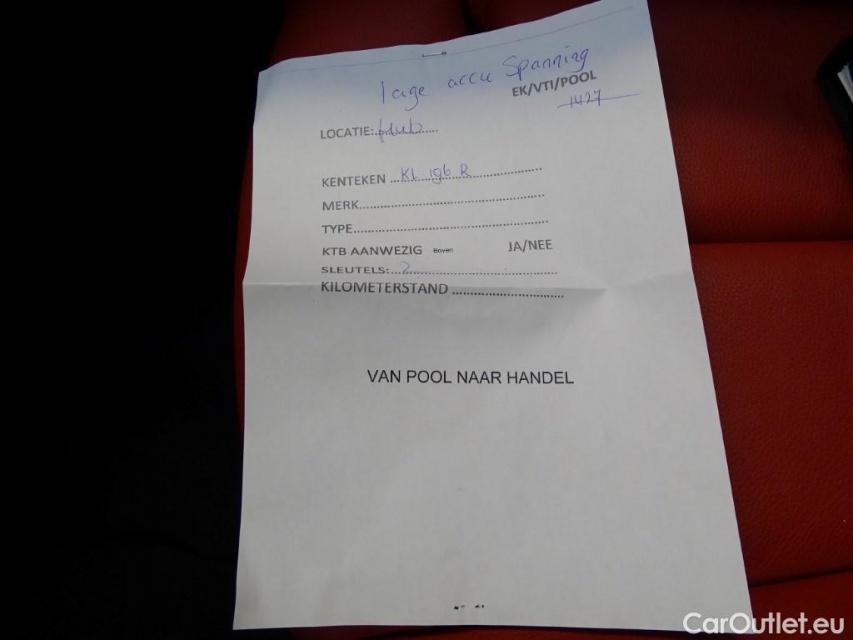 lage accu Spanning
EK/VTI/POOL
1427
LOCATIE:..............
KENTEKEN ...KL 196 R...................
MERK...............................................
TYPE.................................................
KTB AANWEZIG Boven JA/NEE
SLEUTELS:...2.......................................
KILOMETERSTAND ............................
VAN POOL NAAR HANDEL
CarOutlet.eu